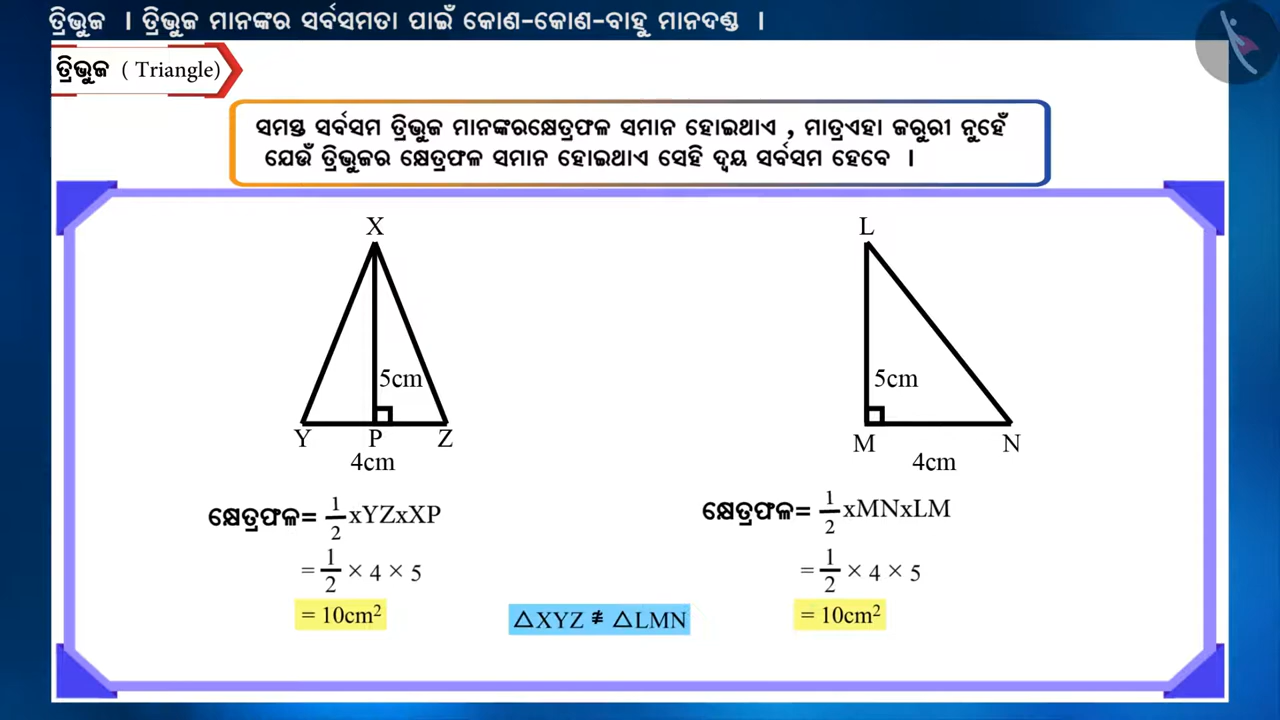 ତ୍ରିଭୁଜ । ତ୍ରିଭୁଜ ମାନଙ୍କର ସର୍ବସମତା ପାଇଁ କୋଣ-କୋଣ-ବାହୁ ମାନଦଣ୍ଡ ।
ତ୍ରିଭୁଜ ( Triangle)
ସମସ୍ତ ସର୍ବସମ ତ୍ରିଭୁଜ ମାନଙ୍କରକ୍ଷେତ୍ରଫଳ ସମାନ ହୋଇଥାଏ , ମାତ୍ରଏହା ଜରୁରୀ ନୁହେଁ
ଯେଉଁ ତ୍ରିଭୁଜର କ୍ଷେତ୍ରଫଳ ସମାନ ହୋଇଥାଏ ସେହି ଦ୍ୱୟ ସର୍ବସମ ହେବେ ।
X
5cm
Y P Z
4cm
କ୍ଷେତ୍ରଫଳ= 1/2 xYZxXP
= 1/2 × 4 × 5
= 10cm²
△XYZ ≇ △LMN
L
5cm
M N
4cm
କ୍ଷେତ୍ରଫଳ= 1/2 xMNxLM
= 1/2 × 4 × 5
= 10cm²